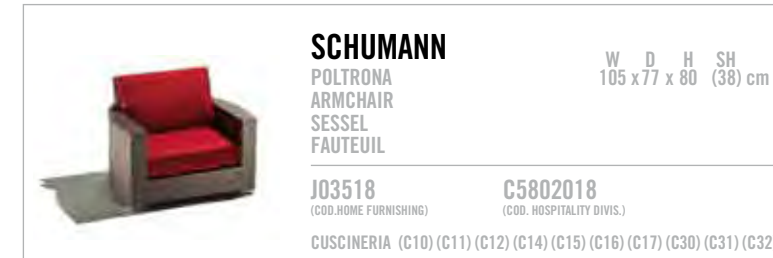 SCHUMANN
POLTRONA
ARMCHAIR
SESSEL
FAUTEUIL
W D H SH
105 x 77 x 80 (38) cm
J03518
(COD.HOME FURNISHING)
C5802018
(COD. HOSPITALITY DIVIS.)
CUSCINERIA (C10) (C11) (C12) (C14) (C15) (C16) (C17) (C30) (C31) (C32